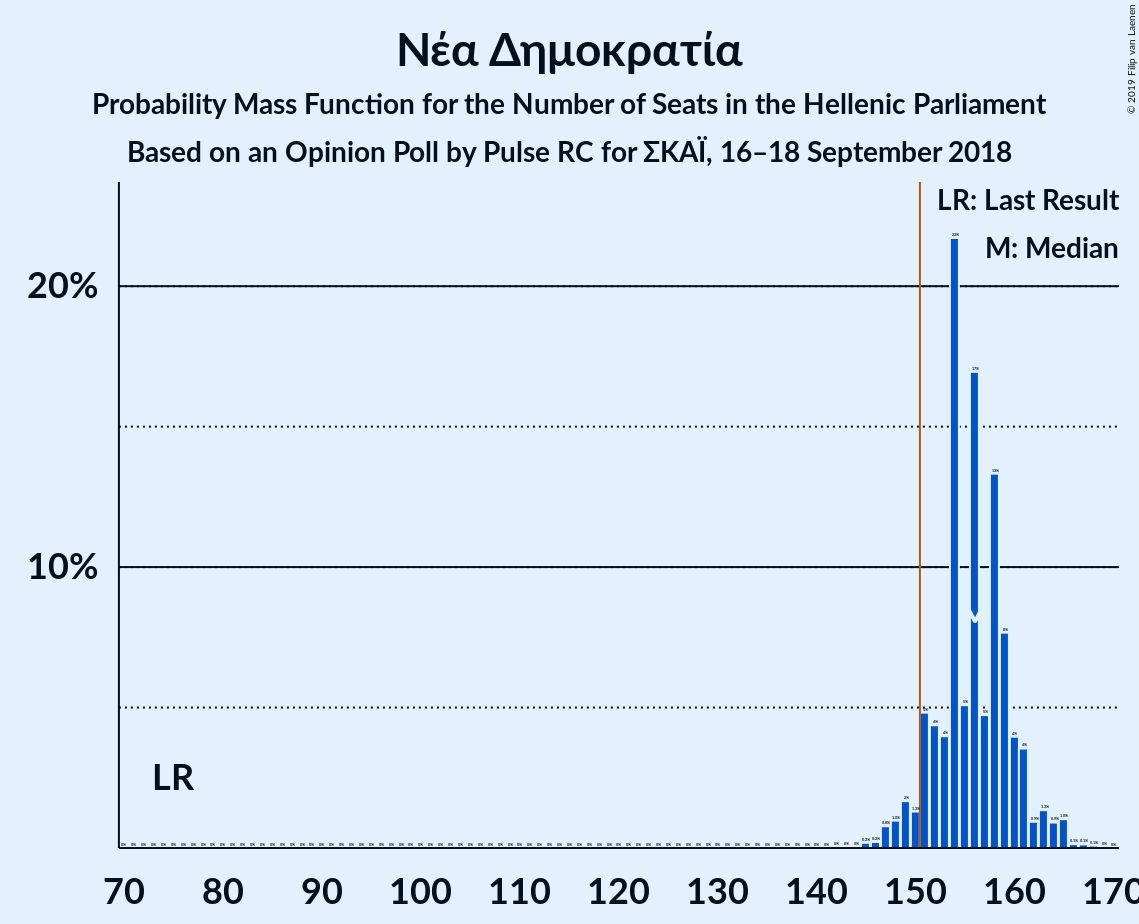 Νέα Δημοκρατία
Probability Mass Function for the Number of Seats in the Hellenic Parliament
Based on an Opinion Poll by Pulse RC for ΣΚΑΪ, 16–18 September 2018
© 2019 Filip van Laenen
LR: Last Result
M: Median
20%
10%
LR
70 80 90 100 110 120 130 140 150 160 170